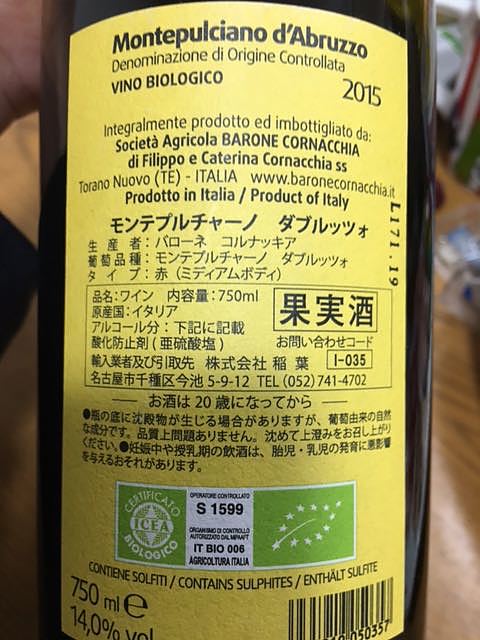 Montepulciano d'Abruzzo
Denominazione di Origine Controllata
VINO BIOLOGICO
2015
Integralmente prodotto ed imbottigliato da:
Società Agricola BARONE CORNACCHIA
di Filippo e Caterina Cornacchia ss
Torano Nuovo (TE) - ITALIA www.baronecornacchia.it
Prodotto in Italia / Product of Italy
L171.19
モンテプルチャーノ ダブルッツォ
生産者:バローネ コルナッキア
葡萄品種:モンテプルチャーノ ダブルッツォ
タイプ:赤(ミディアムボディ)
品名:ワイン 内容量:750ml
原産国:イタリア
アルコール分:下記に記載
酸化防止剤(亜硫酸塩)
果実酒
お問い合わせコード
I-035
輸入業者及び引取先 株式会社 稲葉
名古屋市千種区今池5-9-12 TEL(052)741-4702
お酒は20歳になってから
●瓶の底に沈殿物が生じる場合がありますが、葡萄由来の自然
な成分です。品質上問題ありません。沈めて上澄みをお召し上がり
ください。●妊娠中や授乳期の飲酒は、胎児・乳児の発育に悪影響
を与えるおそれがあります。
CERTIFICATO
ICEA
BIOLOGICO
OPERATORE CONTROLLATO
S 1599
ORGANISMO DI CONTROLLO
AUTORIZZATO DAL MIPAAFT
IT BIO 006
AGRICOLTURA ITALIA
CONTIENE SOLFITI / CONTAINS SULPHITES / ENTHÄLT SULFITE
750 ml e
14,0% vol
050357